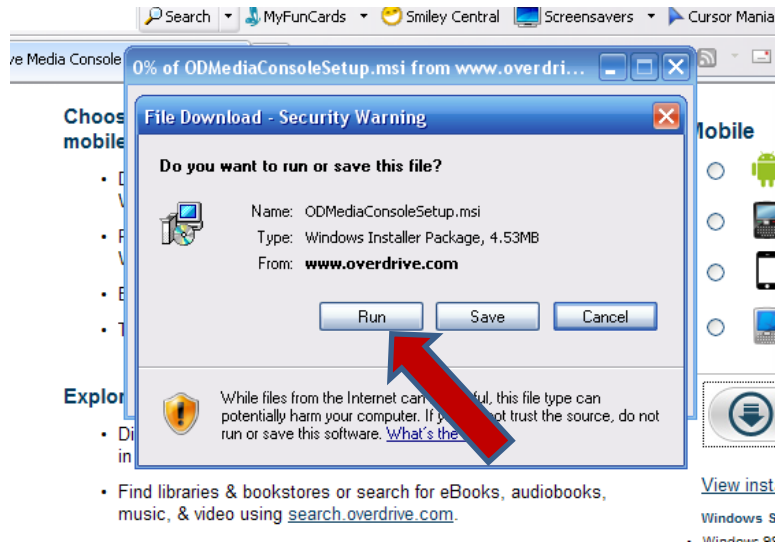 Search MyFunCards Smiley Central Screensavers Cursor Mania
Media Console
0% of ODMediaConsoleSetup.msi from www.overdri...
Choos
mobile
File Download - Security Warning
Mobile
Do you want to run or save this file?
Name: ODMediaConsoleSetup.msi
Type: Windows Installer Package, 4.53MB
From: www.overdrive.com
Run Save Cancel
Explor
While files from the Internet can ful, this file type can
potentially harm your computer. If y ot trust the source, do not
run or save this software. What's the
Di
in
Find libraries & bookstores or search for eBooks, audiobooks,
music, & video using search.overdrive.com.
View inst
Windows S